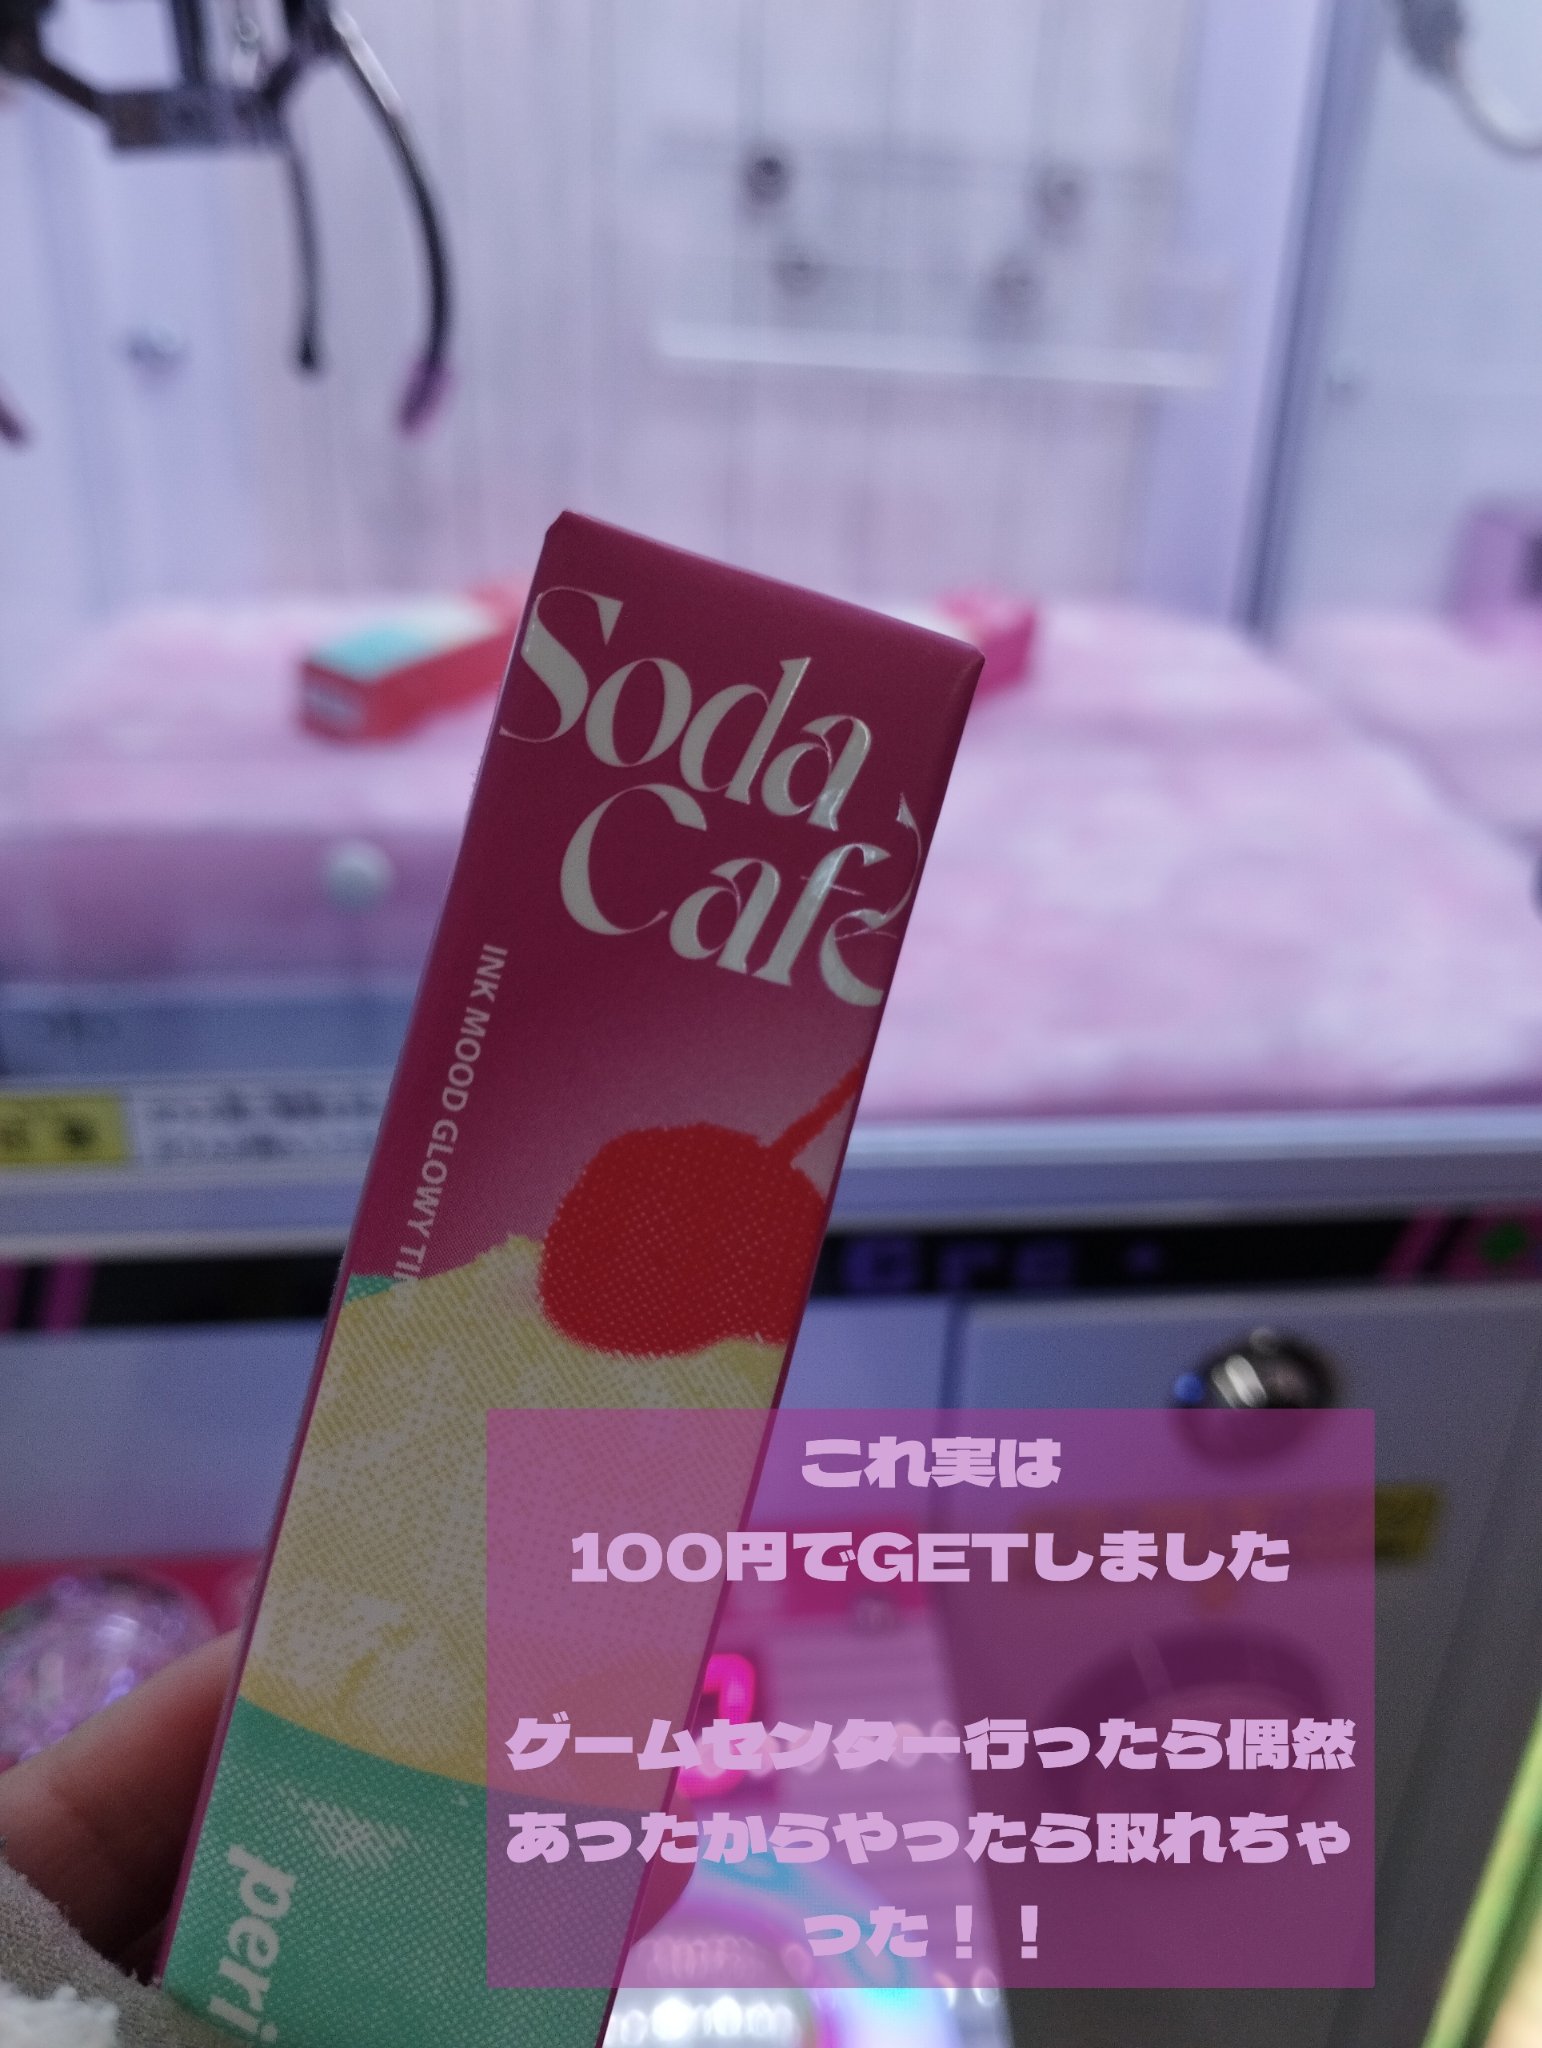 Soda
Café
INK MOOD GLOWY
peri
これ実は
100円でGETしました
ゲームセンター行ったら偶然
あったからやったら取れちゃ
った！！